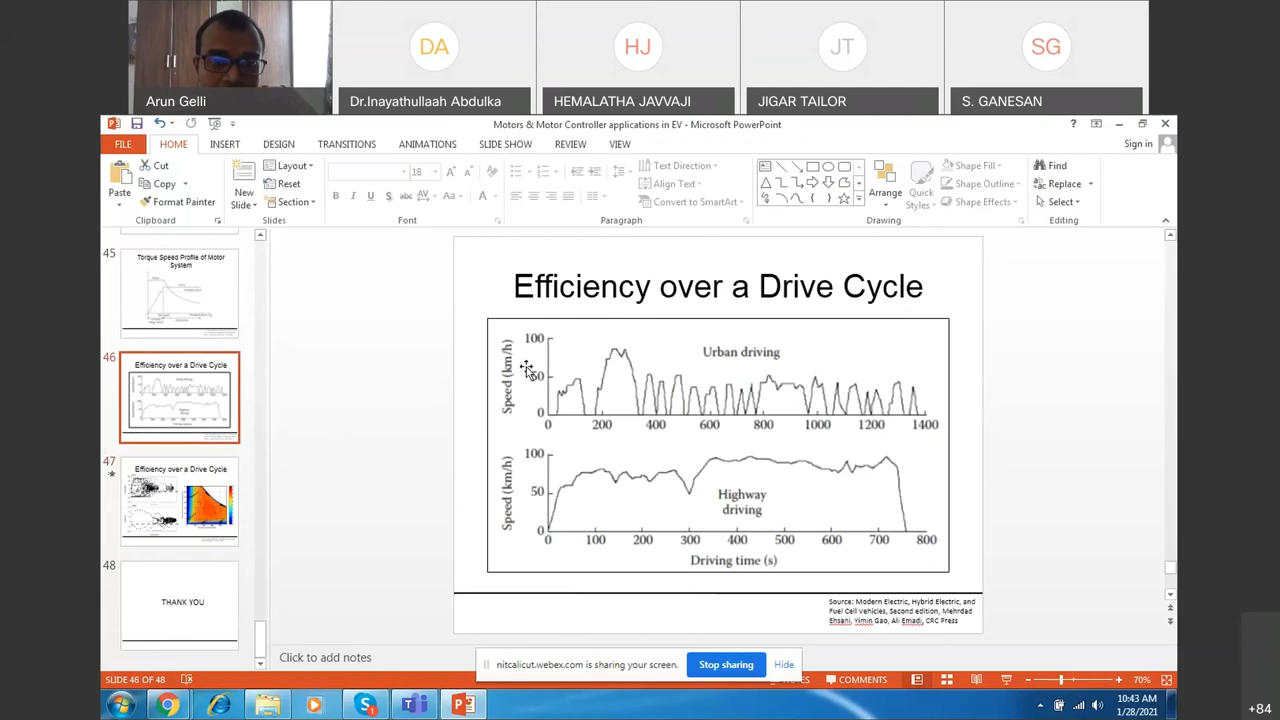 DA
HJ
JT
SG
Arun Gelli
Dr.Inayathullaah Abdulka
HEMALATHA JAVVAJI
JIGAR TAILOR
S. GANESAN
Motors & Motor Controller applications in EV - Microsoft PowerPoint
FILE HOME INSERT DESIGN TRANSITIONS ANIMATIONS SLIDE SHOW REVIEW VIEW
Sign in
Paste
Cut
Copy
Format Painter
Clipboard
New
Slide
Layout
Reset
Section
Slides
18
Font
Text Direction
Align Text
Convert to SmartArt
Paragraph
Arrange
Quick
Styles
Shape Fill
Shape Outline
Shape Effects
Drawing
Find
Replace
Select
Editing
45
Torque Speed Profile of Motor
System
46
Efficiency over a Drive Cycle
47
Efficiency over a Drive Cycle
48
THANK YOU
Efficiency over a Drive Cycle
Speed (km/h)
100
0
Urban driving
0 200 400 600 800 1000 1200 1400
Speed (km/h)
100
50
0
Highway
driving
0 100 200 300 400 500 600 700 800
Driving time (s)
Source: Modern Electric, Hybrid Electric, and
Fuel Cell Vehicles, Second edition, Mehrdad
Ehsani, Yimin Gao, Ali Emadi, CRC Press
Click to add notes
nitcalicut.webex.com is sharing your screen.
Stop sharing
Hide
SLIDE 46 OF 48
COMMENTS
70%
10:43 AM
1/28/2021
+84